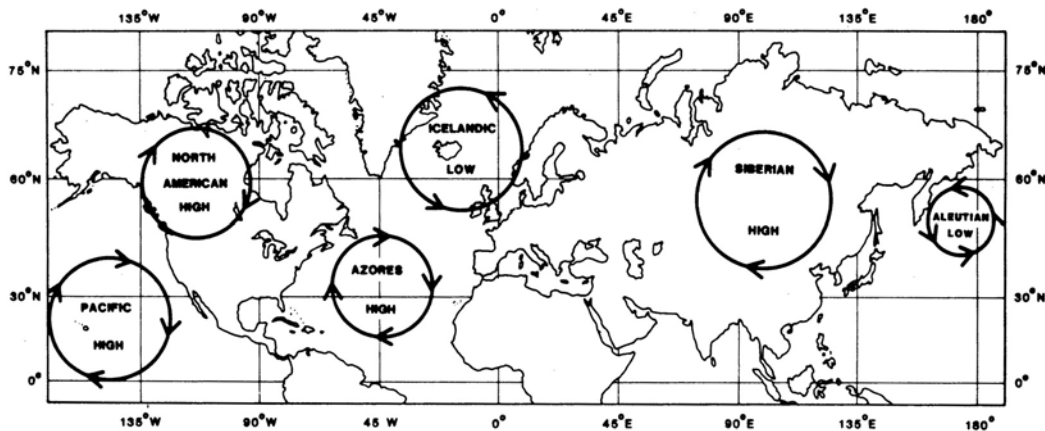 135°W 90°W 45°W 0° 45°E 90°E 135°E 180°
75°N 75°N
NORTH
AMERICAN
HIGH
ICELANDIC
LOW
SIBERIAN
HIGH
ALEUTIAN
LOW
60°N 60°N
AZORES
HIGH
PACIFIC
HIGH
30°N 30°N
0° 0°
135°W 90°W 45 W 0° 45°E 90°E 135°E 180°